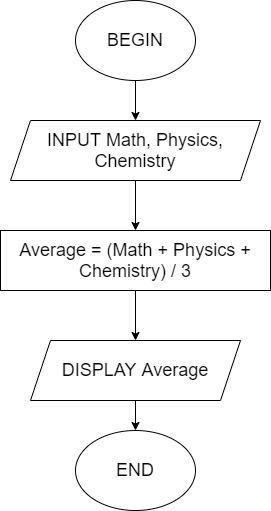 BEGIN
INPUT Math, Physics,
Chemistry
Average = (Math + Physics +
Chemistry) / 3
DISPLAY Average
END